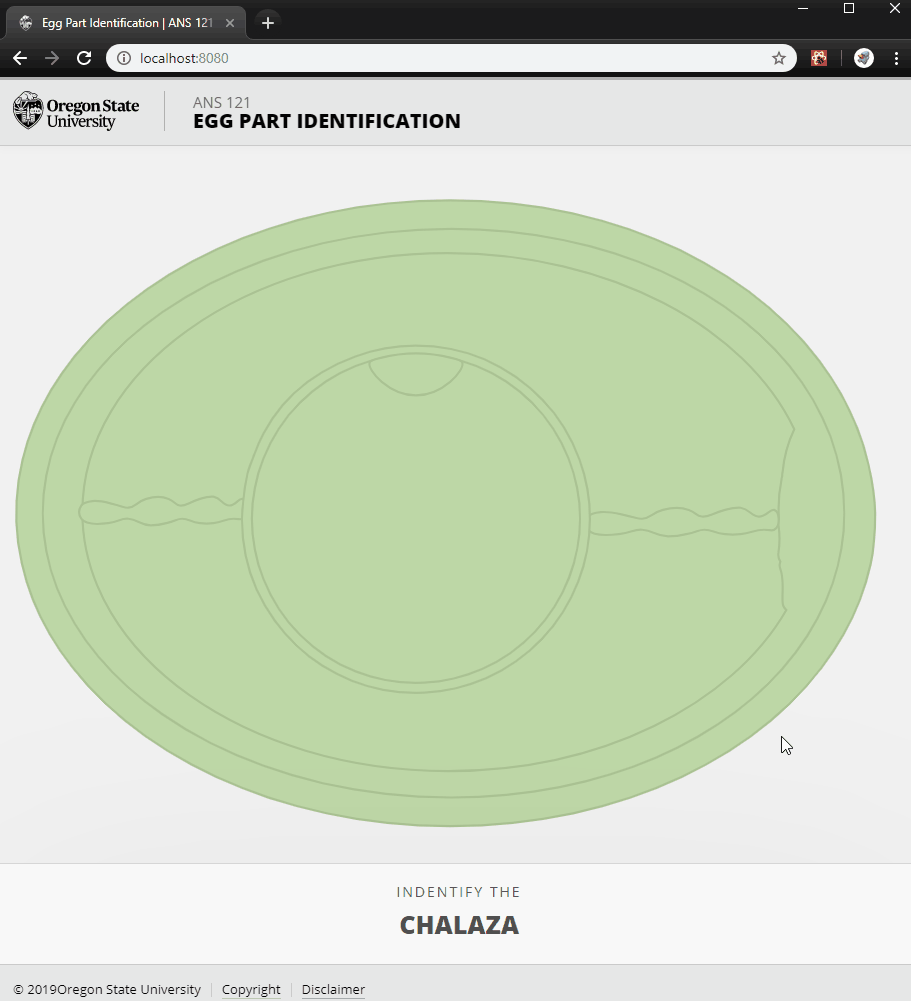 Egg Part Identification | ANS 121
localhost:8080
Oregon State
University
ANS 121
EGG PART IDENTIFICATION
INDENTIFY THE
CHALAZA
© 2019Oregon State University
Copyright
Disclaimer